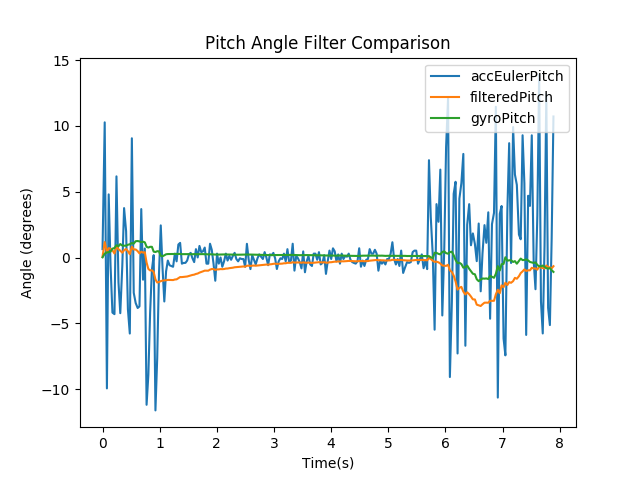 Pitch Angle Filter Comparison
accEulerPitch
filteredPitch
gyroPitch
Angle (degrees)
15
10
5
0
−5
−10
0 1 2 3 4 5 6 7 8
Time(s)